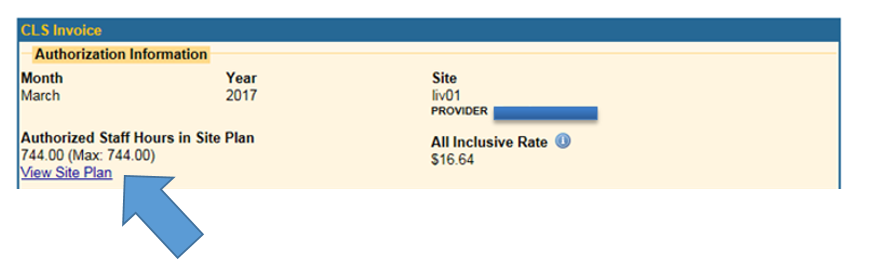 CLS Invoice
Authorization Information
Month Year Site
March 2017 liv01
PROVIDER
Authorized Staff Hours in Site Plan All Inclusive Rate
744.00 (Max: 744.00) $16.64
View Site Plan